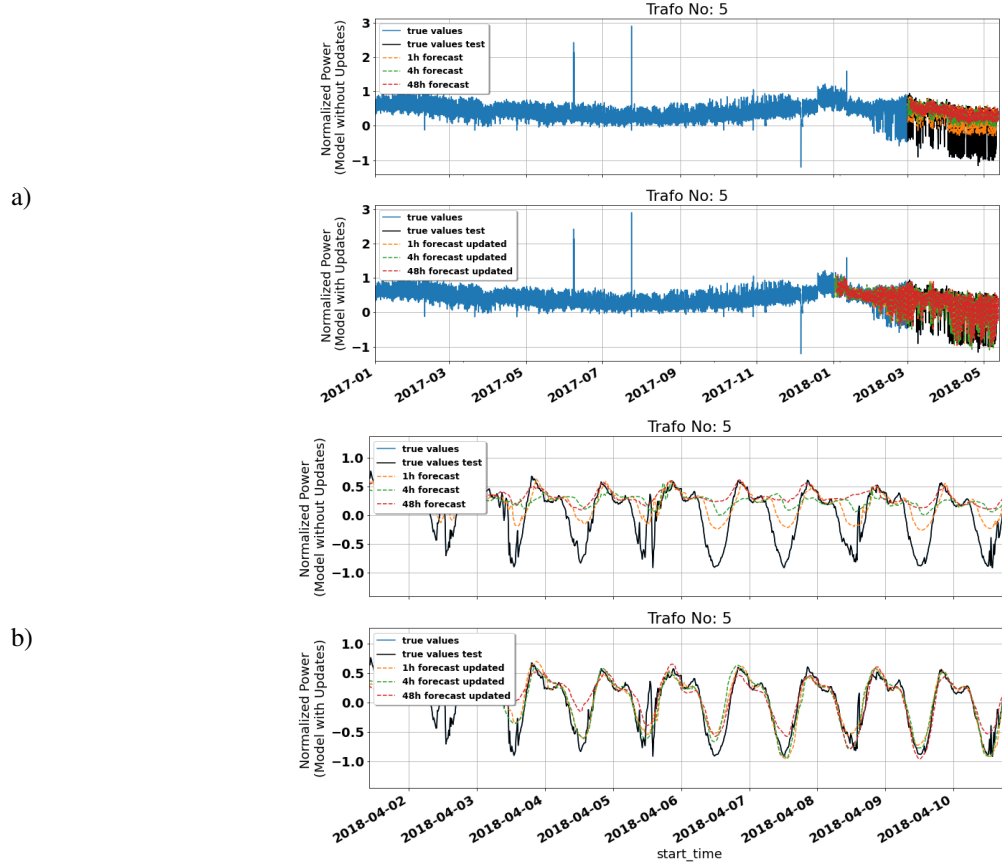 a)
Trafo No: 5
Normalized Power
(Model without Updates)
3
2
1
0
−1
true values
true values test
1h forecast
4h forecast
48h forecast
Trafo No: 5
Normalized Power
(Model with Updates)
3
2
1
0
−1
true values
true values test
1h forecast updated
4h forecast updated
48h forecast updated
2017-01
2017-03
2017-05
2017-07
2017-09
2017-11
2018-01
2018-03
2018-05
b)
Trafo No: 5
Normalized Power
(Model without Updates)
1.0
0.5
0.0
−0.5
−1.0
true values
true values test
1h forecast
4h forecast
48h forecast
Trafo No: 5
Normalized Power
(Model with Updates)
1.0
0.5
0.0
−0.5
−1.0
true values
true values test
1h forecast updated
4h forecast updated
48h forecast updated
2018-04-02
2018-04-03
2018-04-04
2018-04-05
2018-04-06
2018-04-07
2018-04-08
2018-04-09
2018-04-10
start_time